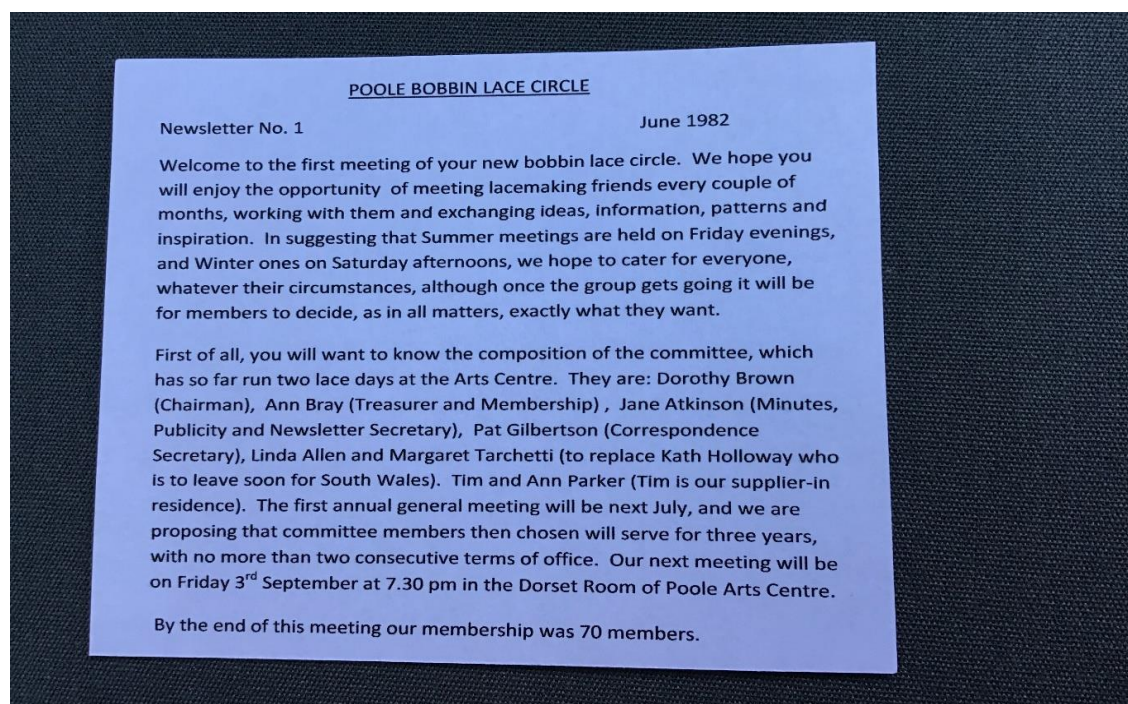 POOLE BOBBIN LACE CIRCLE
Newsletter No. 1 June 1982
Welcome to the first meeting of your new bobbin lace circle. We hope you
will enjoy the opportunity of meeting lacemaking friends every couple of
months, working with them and exchanging ideas, information, patterns and
inspiration. In suggesting that Summer meetings are held on Friday evenings,
and Winter ones on Saturday afternoons, we hope to cater for everyone,
whatever their circumstances, although once the group gets going it will be
for members to decide, as in all matters, exactly what they want.
First of all, you will want to know the composition of the committee, which
has so far run two lace days at the Arts Centre. They are: Dorothy Brown
(Chairman), Ann Bray (Treasurer and Membership) , Jane Atkinson (Minutes,
Publicity and Newsletter Secretary), Pat Gilbertson (Correspondence
Secretary), Linda Allen and Margaret Tarchetti (to replace Kath Holloway who
is to leave soon for South Wales). Tim and Ann Parker (Tim is our supplier-in
residence). The first annual general meeting will be next July, and we are
proposing that committee members then chosen will serve for three years,
with no more than two consecutive terms of office. Our next meeting will be
on Friday 3rd September at 7.30 pm in the Dorset Room of Poole Arts Centre.
By the end of this meeting our membership was 70 members.